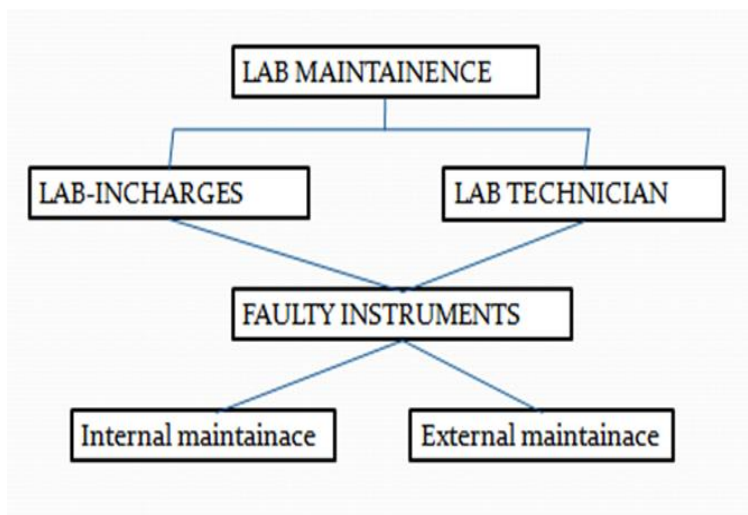 LAB MAINTAINENCE
LAB-INCHARGES
LAB TECHNICIAN
FAULTY INSTRUMENTS
Internal maintainace
External maintainace